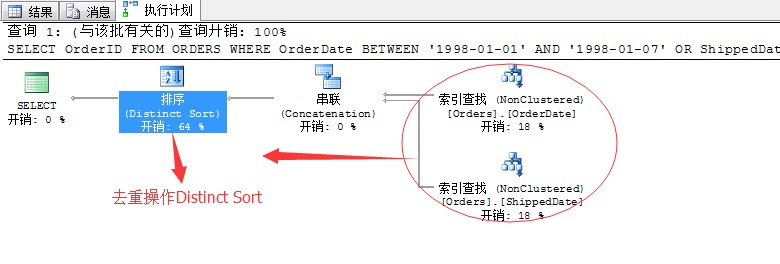 结果 消息 执行计划
查询 1: (与该批有关的)查询开销: 100%
SELECT OrderID FROM ORDERS WHERE OrderDate BETWEEN '1998-01-01' AND '1998-01-07' OR ShippedDat
SELECT
开销: 0 %
排序
(Distinct Sort)
开销: 64 %
串联
(Concatenation)
开销: 0 %
索引查找 (NonClustered)
[Orders].[OrderDate]
开销: 18 %
索引查找 (NonClustered)
[Orders].[ShippedDate]
开销: 18 %
去重操作Distinct Sort